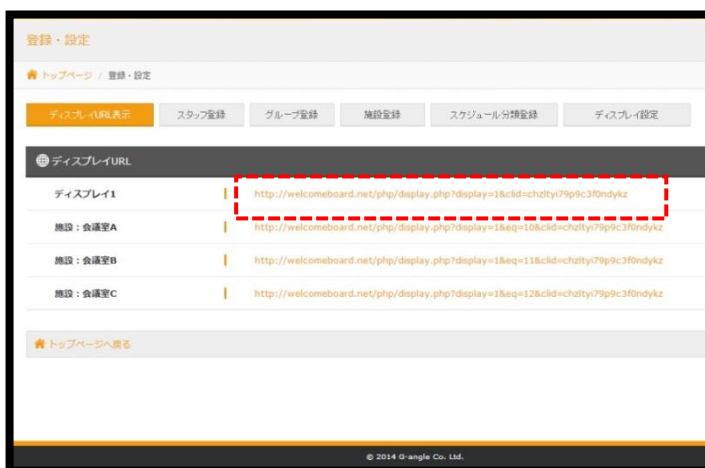 登録・設定
トップページ / 登録・設定
ディスプレイURL表示 スタッフ登録 グループ登録 施設登録 スケジュール分類登録 ディスプレイ設定
ディスプレイURL
ディスプレイ1 http://welcomeboard.net/php/display.php?display=1&clid=chzltyi79p9c3f0ndykz
施設：会議室A http://welcomeboard.net/php/display.php?display=1&eq=10&clid=chzltyi79p9c3f0ndykz
施設：会議室B http://welcomeboard.net/php/display.php?display=1&eq=11&clid=chzltyi79p9c3f0ndykz
施設：会議室C http://welcomeboard.net/php/display.php?display=1&eq=12&clid=chzltyi79p9c3f0ndykz
トップページへ戻る
© 2014 G-angle Co. Ltd.